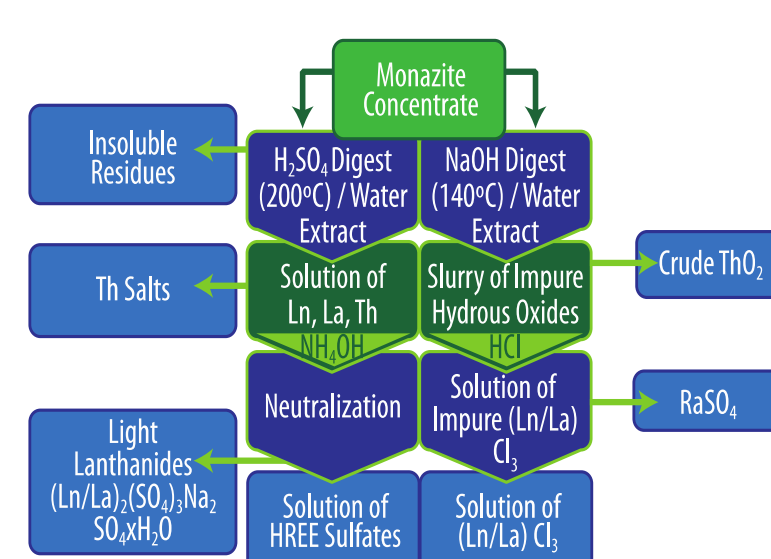 Monazite
Concentrate
Insoluble
Residues
H₂SO₄ Digest
(200ºC) / Water
Extract
NaOH Digest
(140ºC) / Water
Extract
Th Salts
Solution of
Ln, La, Th
NH₄OH
Slurry of Impure
Hydrous Oxides
HCl
Crude ThO₂
Neutralization
Solution of
Impure (Ln/La)
Cl₃
RaSO₄
Light
Lanthanides
(Ln/La)₂(SO₄)₃Na₂
SO₄xH₂O
Solution of
HREE Sulfates
Solution of
(Ln/La) Cl₃